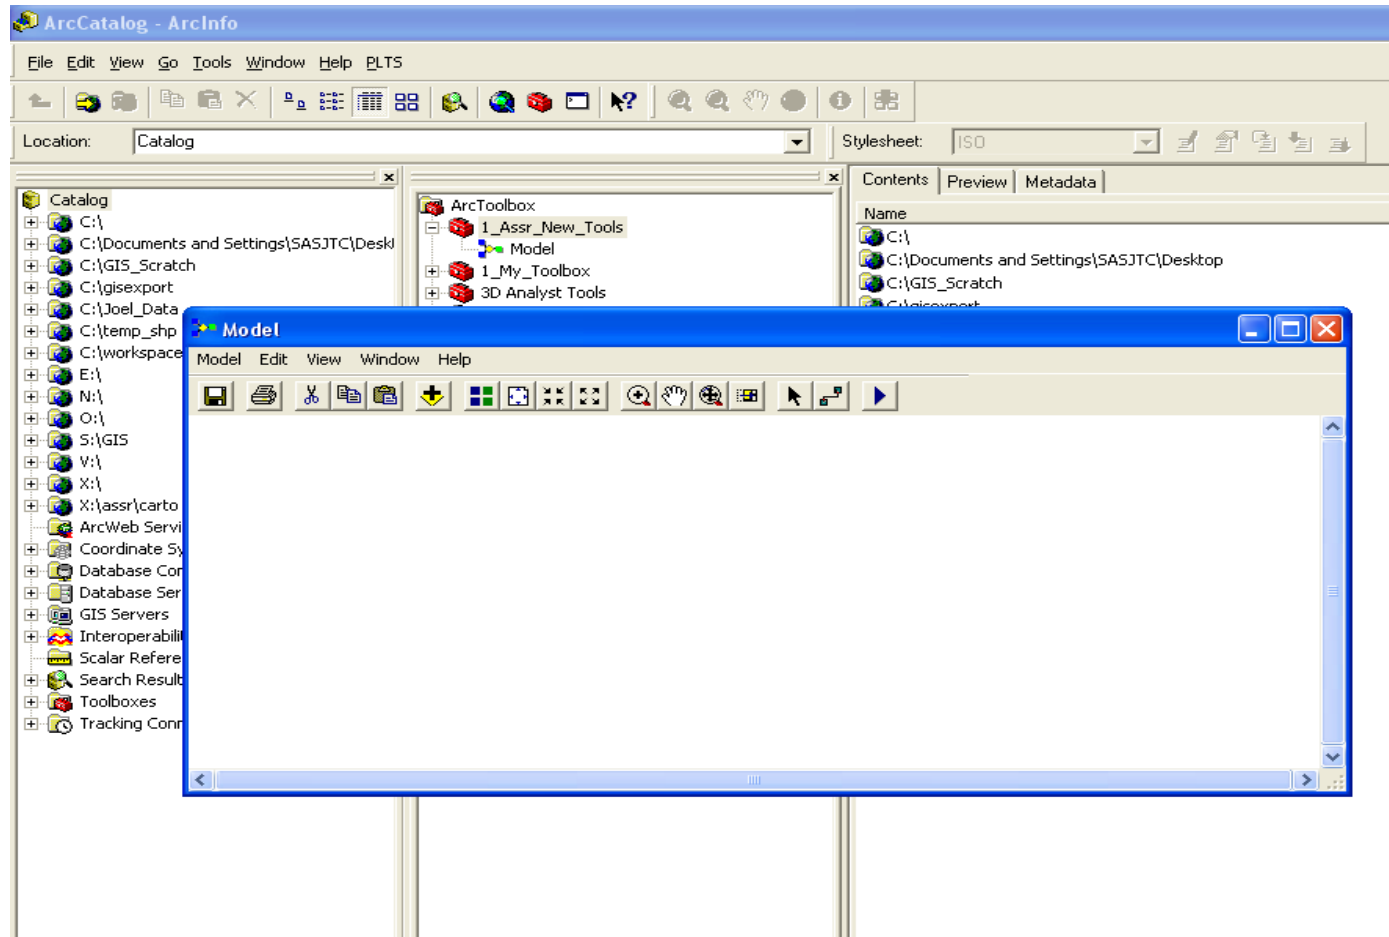 ArcCatalog - ArcInfo
File Edit View Go Tools Window Help PLTS
Location: Catalog
Stylesheet: ISO
Catalog
C:\
C:\Documents and Settings\SASJTC\Deskl
C:\GIS_Scratch
C:\gisexport
C:\Joel_Data
C:\temp_shp
C:\workspace
E:\
N:\
O:\
S:\GIS
V:\
X:\
X:\assr\carto
ArcWeb Servi
Coordinate Sy
Database Con
Database Ser
GIS Servers
Interoperabili
Scalar Refere
Search Result
Toolboxes
Tracking Conn
ArcToolbox
1_Assr_New_Tools
Model
1_My_Toolbox
3D Analyst Tools
Contents Preview Metadata
Name
C:\
C:\Documents and Settings\SASJTC\Desktop
C:\GIS_Scratch
C:\gisexport
Model
Model Edit View Window Help